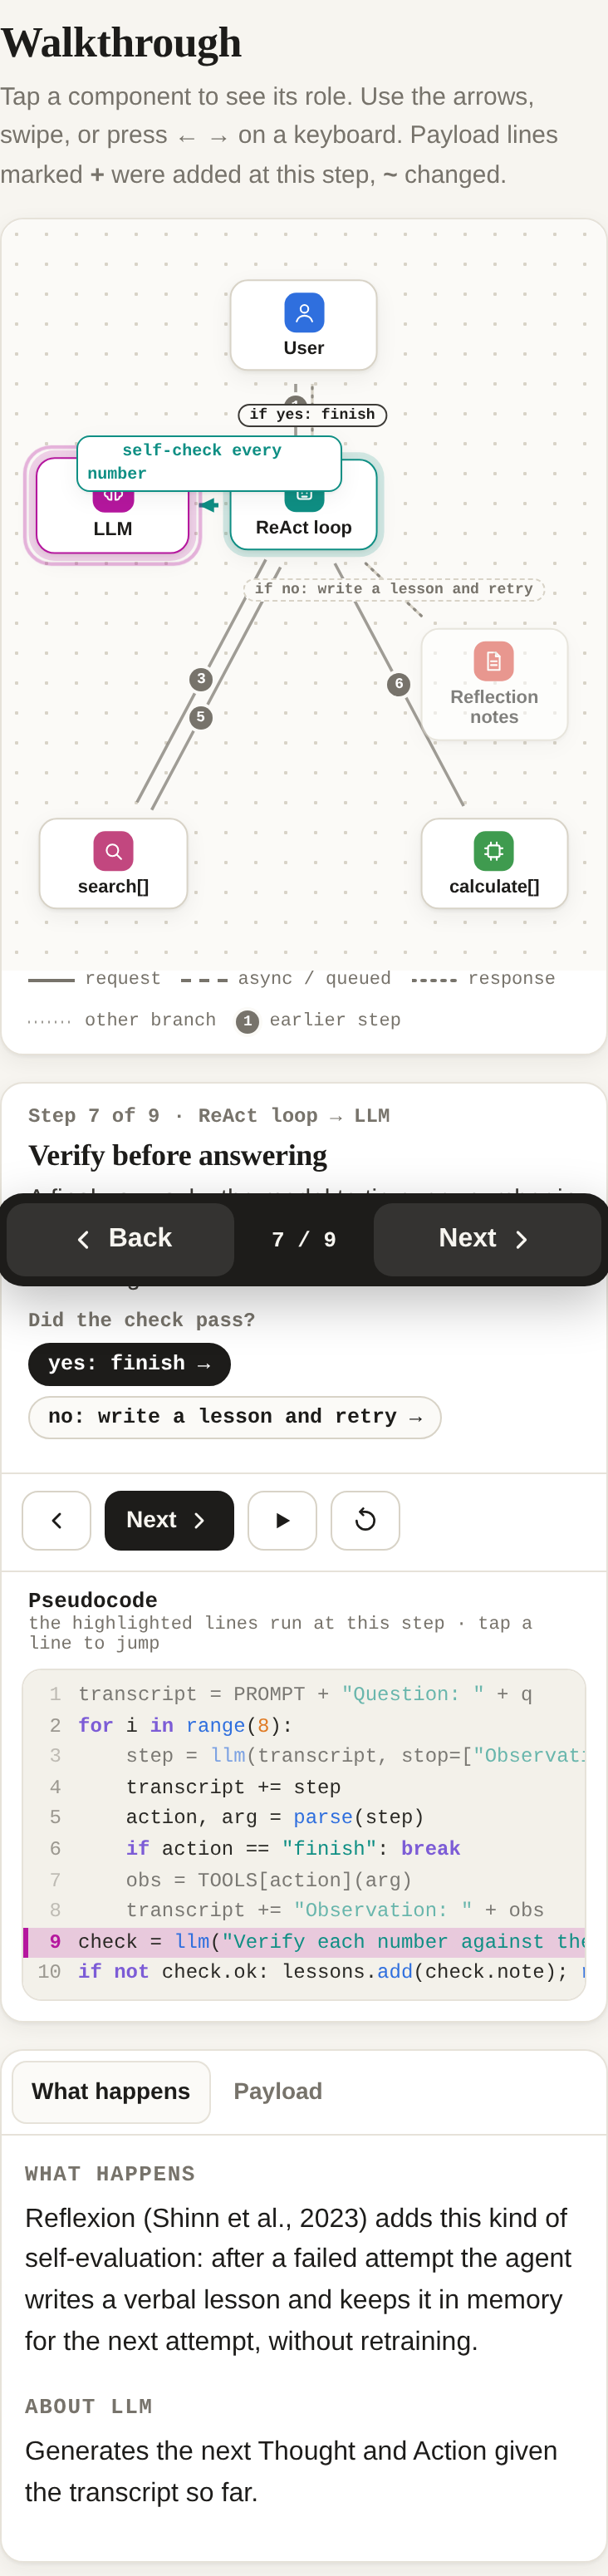 Walkthrough
Tap a component to see its role. Use the arrows,
swipe, or press ← → on a keyboard. Payload lines
marked + were added at this step, ~ changed.
User
if yes: finish
self-check every
number
LLM
ReAct loop
if no: write a lesson and retry
3
6
5
Reflection
notes
search[]
calculate[]
request
async / queued
response
other branch
1 earlier step
Step 7 of 9 · ReAct loop → LLM
Verify before answering
Back
7 / 9
Next
Did the check pass?
yes: finish →
no: write a lesson and retry →
Next
Pseudocode
the highlighted lines run at this step · tap a
line to jump
1 transcript = PROMPT + "Question: " + q
2 for i in range(8):
3 step = llm(transcript, stop=["Observati
4 transcript += step
5 action, arg = parse(step)
6 if action == "finish": break
7 obs = TOOLS[action](arg)
8 transcript += "Observation: " + obs
9 check = llm("Verify each number against the
10 if not check.ok: lessons.add(check.note);
What happens
Payload
WHAT HAPPENS
Reflexion (Shinn et al., 2023) adds this kind of
self-evaluation: after a failed attempt the agent
writes a verbal lesson and keeps it in memory
for the next attempt, without retraining.
ABOUT LLM
Generates the next Thought and Action given
the transcript so far.